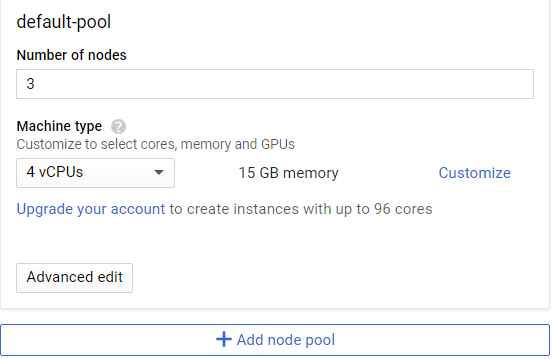 default-pool
Number of nodes
3
Machine type ?
Customize to select cores, memory and GPUs
4 vCPUs 15 GB memory Customize
Upgrade your account to create instances with up to 96 cores
Advanced edit
+ Add node pool